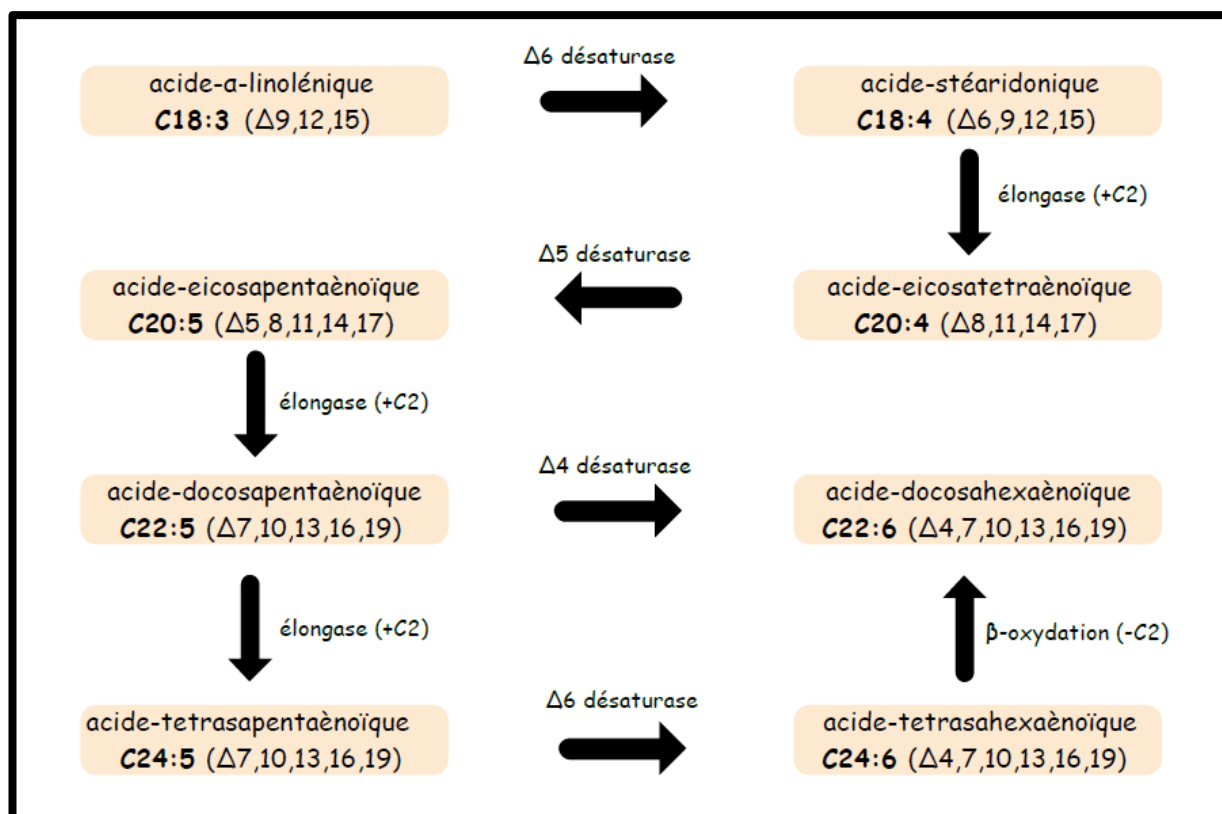 Δ6 désaturase
acide-α-linolénique
C18:3 (Δ9,12,15)
acide-stéaridonique
C18:4 (Δ6,9,12,15)
élongase (+C2)
Δ5 désaturase
acide-eicosapentaènoïque
C20:5 (Δ5,8,11,14,17)
acide-eicosatetraènoïque
C20:4 (Δ8,11,14,17)
élongase (+C2)
Δ4 désaturase
acide-docosapentaènoïque
C22:5 (Δ7,10,13,16,19)
acide-docosahexaènoïque
C22:6 (Δ4,7,10,13,16,19)
élongase (+C2)
β-oxydation (-C2)
Δ6 désaturase
acide-tetrasapentaènoïque
C24:5 (Δ7,10,13,16,19)
acide-tetrasahexaènoïque
C24:6 (Δ4,7,10,13,16,19)